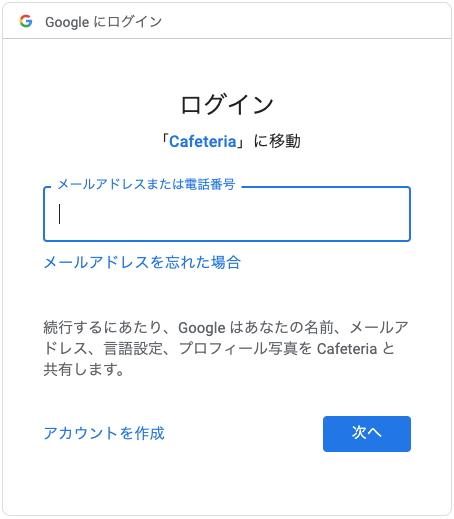 Google にログイン
ログイン
「Cafeteria」に移動
メールアドレスまたは電話番号
メールアドレスを忘れた場合
続行するにあたり、Google はあなたの名前、メールア
ドレス、言語設定、プロフィール写真を Cafeteria と
共有します。
アカウントを作成
次へ